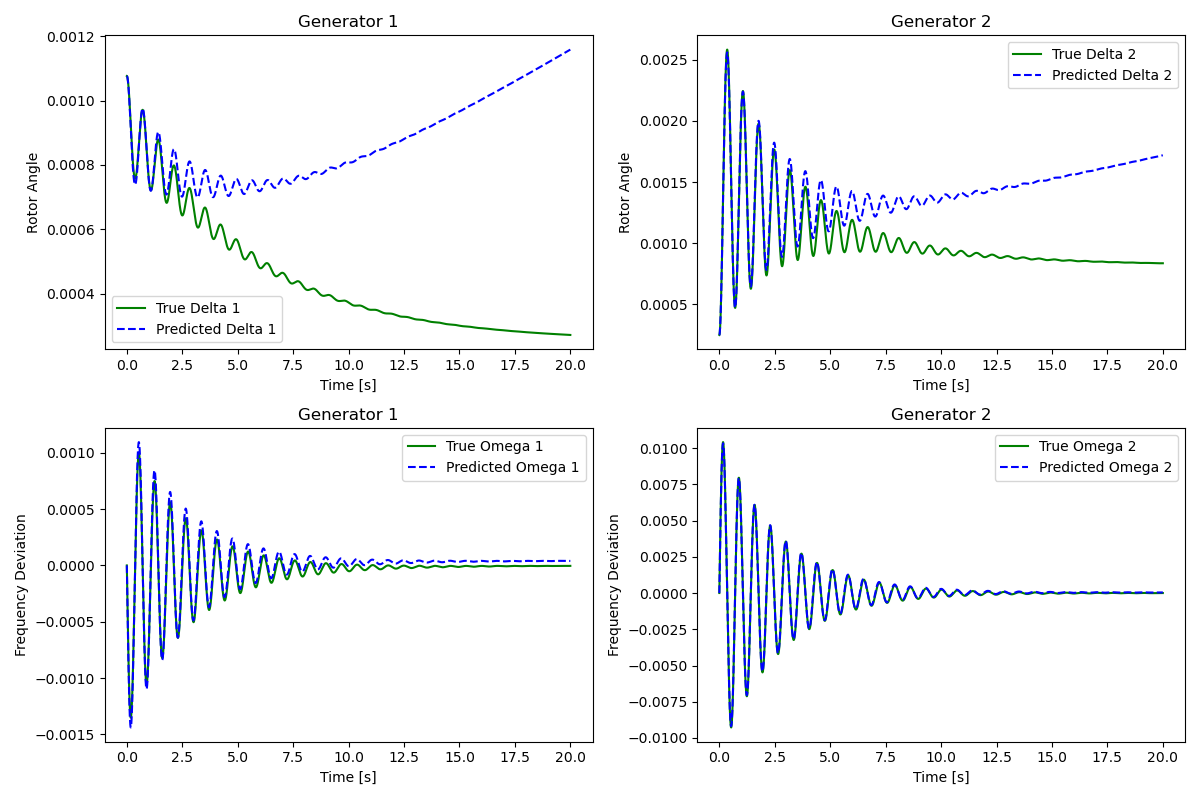 Generator 1
Rotor Angle
0.0012
0.0010
0.0008
0.0006
0.0004
True Delta 1
Predicted Delta 1
0.0 2.5 5.0 7.5 10.0 12.5 15.0 17.5 20.0
Time [s]
Generator 2
Rotor Angle
0.0025
0.0020
0.0015
0.0010
0.0005
True Delta 2
Predicted Delta 2
0.0 2.5 5.0 7.5 10.0 12.5 15.0 17.5 20.0
Time [s]
Generator 1
Frequency Deviation
0.0010
0.0005
0.0000
−0.0005
−0.0010
−0.0015
True Omega 1
Predicted Omega 1
0.0 2.5 5.0 7.5 10.0 12.5 15.0 17.5 20.0
Time [s]
Generator 2
Frequency Deviation
0.0100
0.0075
0.0050
0.0025
0.0000
−0.0025
−0.0050
−0.0075
−0.0100
True Omega 2
Predicted Omega 2
0.0 2.5 5.0 7.5 10.0 12.5 15.0 17.5 20.0
Time [s]